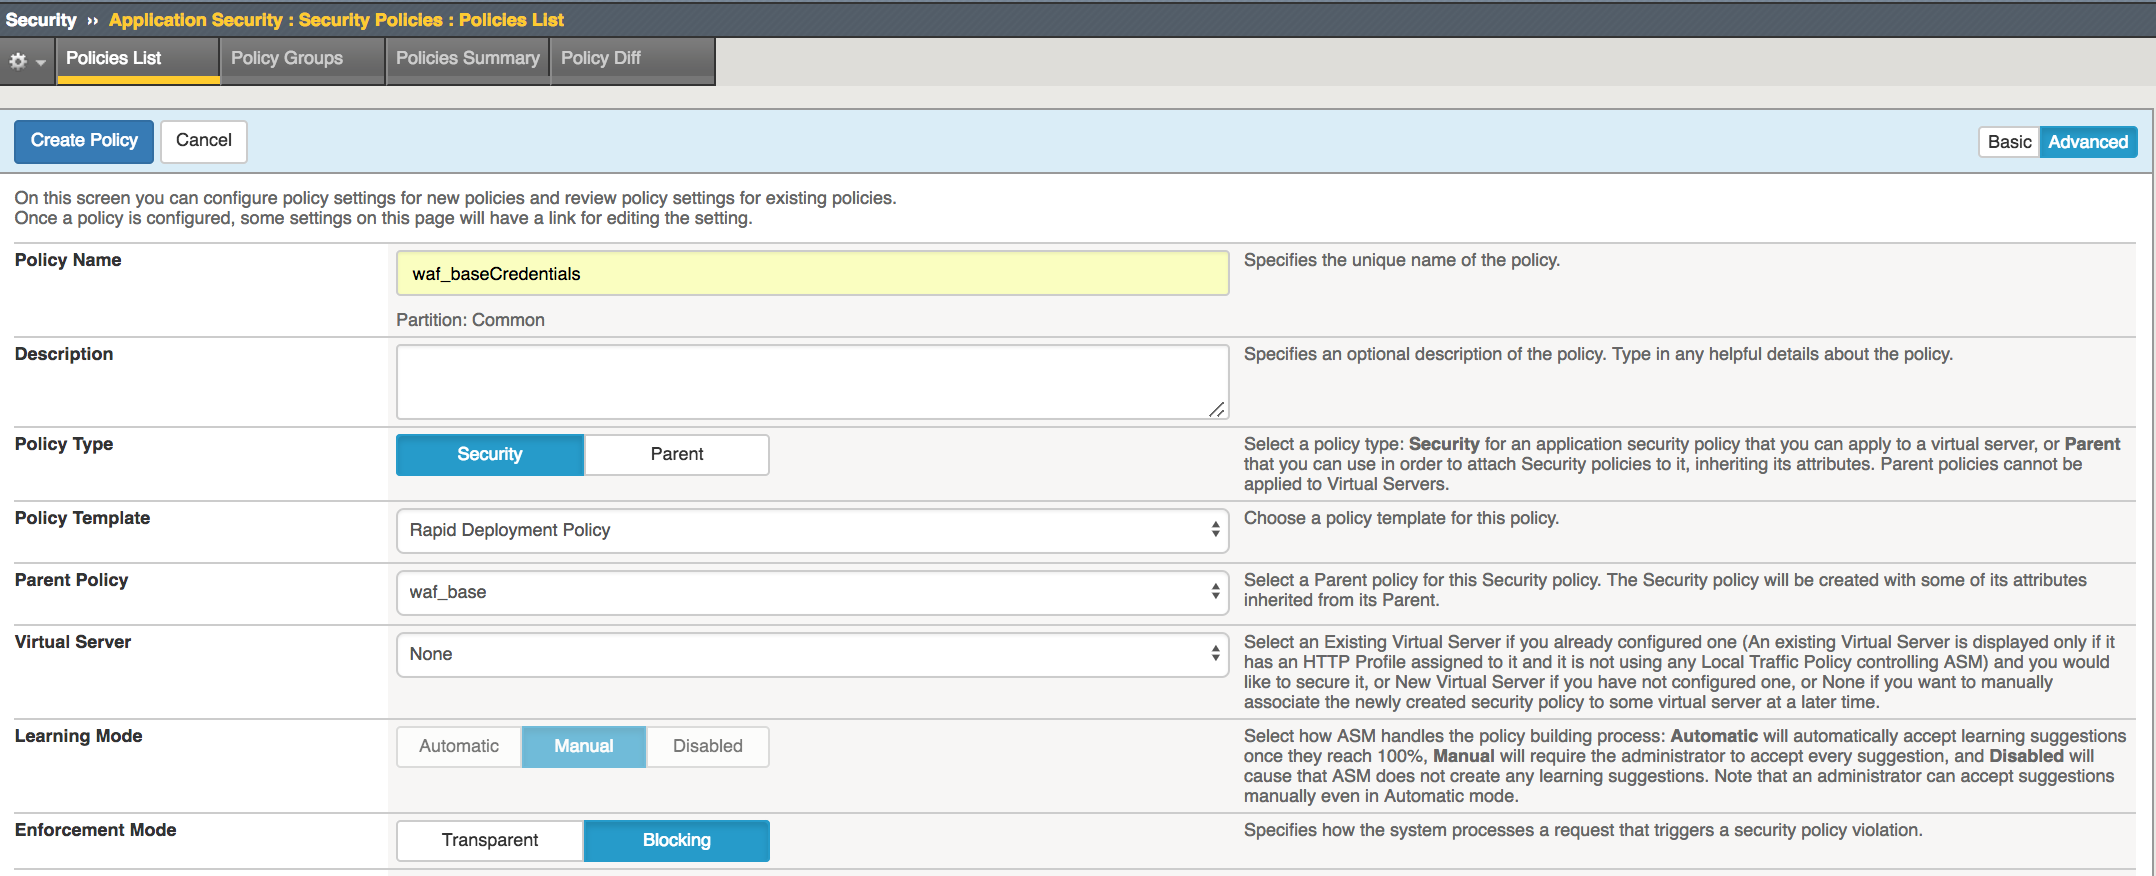 Security ›› Application Security : Security Policies : Policies List
Policies List Policy Groups Policies Summary Policy Diff
Create Policy Cancel Basic Advanced
On this screen you can configure policy settings for new policies and review policy settings for existing policies.
Once a policy is configured, some settings on this page will have a link for editing the setting.
Policy Name
waf_baseCredentials
Partition: Common
Specifies the unique name of the policy.
Description
Specifies an optional description of the policy. Type in any helpful details about the policy.
Policy Type
Security Parent
Select a policy type: Security for an application security policy that you can apply to a virtual server, or Parent
that you can use in order to attach Security policies to it, inheriting its attributes. Parent policies cannot be
applied to Virtual Servers.
Policy Template
Rapid Deployment Policy
Choose a policy template for this policy.
Parent Policy
waf_base
Select a Parent policy for this Security policy. The Security policy will be created with some of its attributes
inherited from its Parent.
Virtual Server
None
Select an Existing Virtual Server if you already configured one (An existing Virtual Server is displayed only if it
has an HTTP Profile assigned to it and it is not using any Local Traffic Policy controlling ASM) and you would
like to secure it, or New Virtual Server if you have not configured one, or None if you want to manually
associate the newly created security policy to some virtual server at a later time.
Learning Mode
Automatic Manual Disabled
Select how ASM handles the policy building process: Automatic will automatically accept learning suggestions
once they reach 100%, Manual will require the administrator to accept every suggestion, and Disabled will
cause that ASM does not create any learning suggestions. Note that an administrator can accept suggestions
manually even in Automatic mode.
Enforcement Mode
Transparent Blocking
Specifies how the system processes a request that triggers a security policy violation.